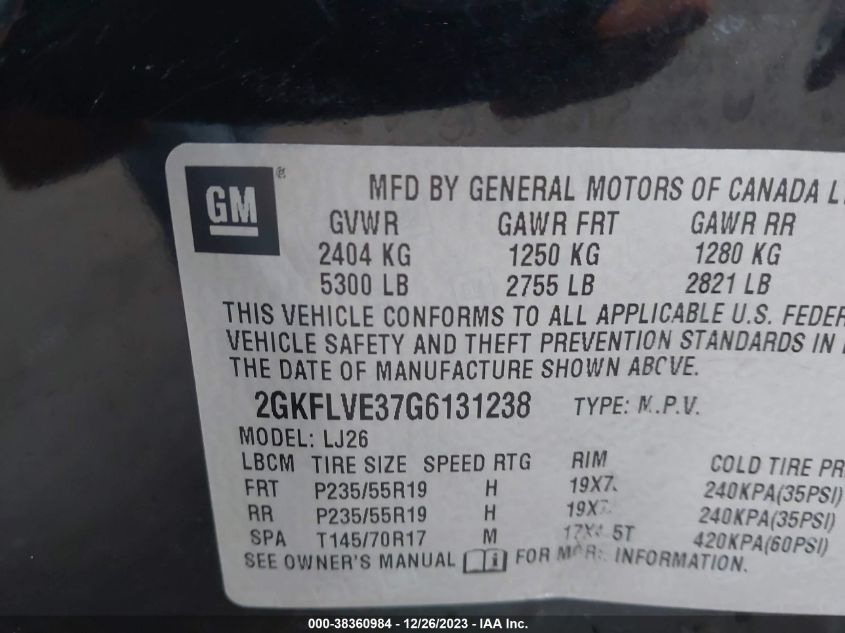 GM®
MFD BY GENERAL MOTORS OF CANADA
GVWR GAWR FRT GAWR RR
2404 KG 1250 KG 1280 KG
5300 LB 2755 LB 2821 LB
THIS VEHICLE CONFORMS TO ALL APPLICABLE U.S.
VEHICLE SAFETY AND THEFT PREVENTION STANDARDS IN
THE DATE OF MANUFACTURE SHOWN ABOVE.
2GKFLVE37G6131238 TYPE: M.P.V.
MODEL: LJ26
LBCM TIRE SIZE SPEED RTG RIM COLD TIRE
FRT P235/55R19 H 240KPA(35PSI)
RR P235/55R19 H 240KPA(35PSI)
SPA T145/70R17 M 420KPA(60PSI)
SEE OWNER'S MANUAL FOR MORE INFORMATION.
000-38360984 - 12/26/2023 - IAA Inc.